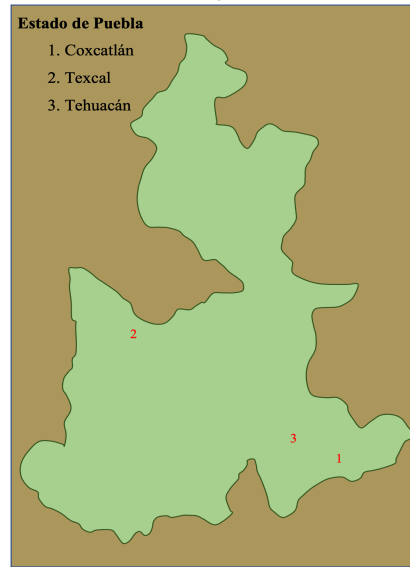 Estado de Puebla
1. Coxcatlán
2. Texcal
3. Tehuacán
2
3
1